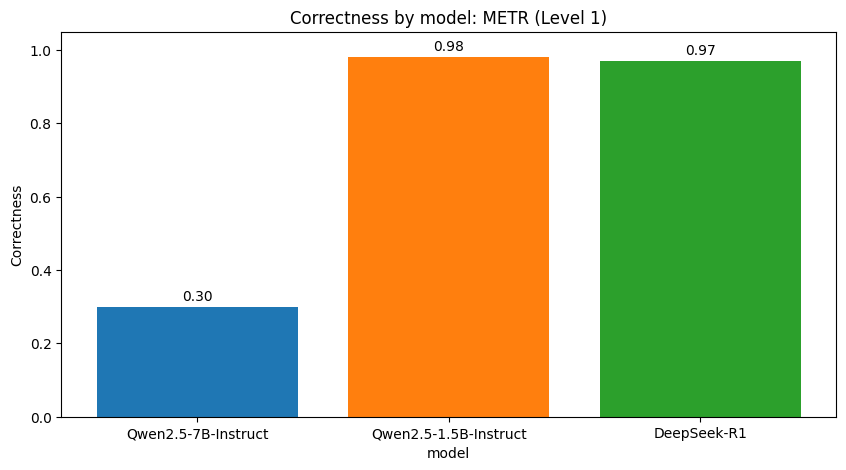 Correctness by model: METR (Level 1)
1.0
0.8
0.6
0.4
0.2
0.0
Correctness
0.30
0.98
0.97
Qwen2.5-7B-Instruct
Qwen2.5-1.5B-Instruct
DeepSeek-R1
model